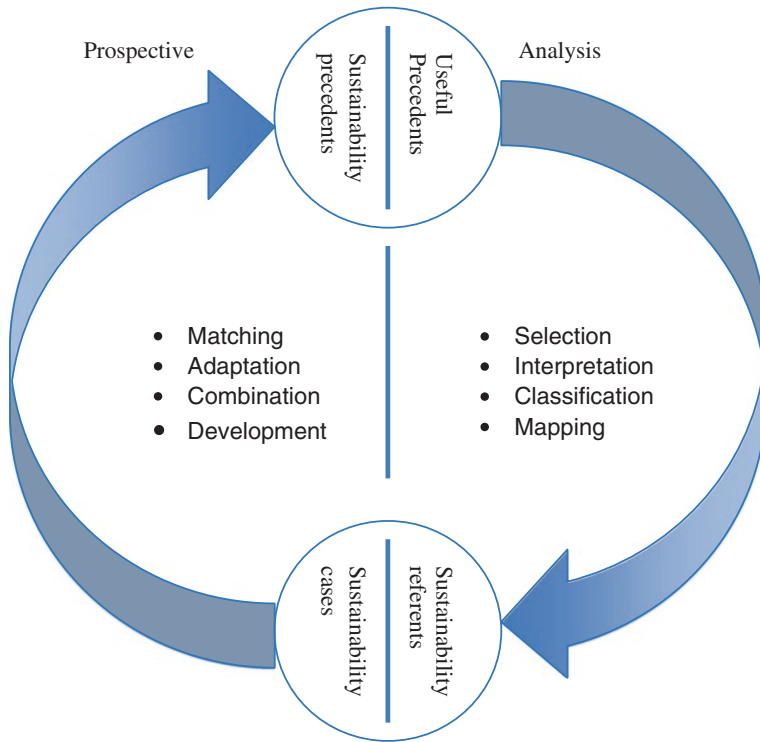 Prospective
Analysis
Sustainability
precedents
Useful
Precedents
• Matching
• Adaptation
• Combination
• Development
• Selection
• Interpretation
• Classification
• Mapping
Sustainability
cases
Sustainability
referents